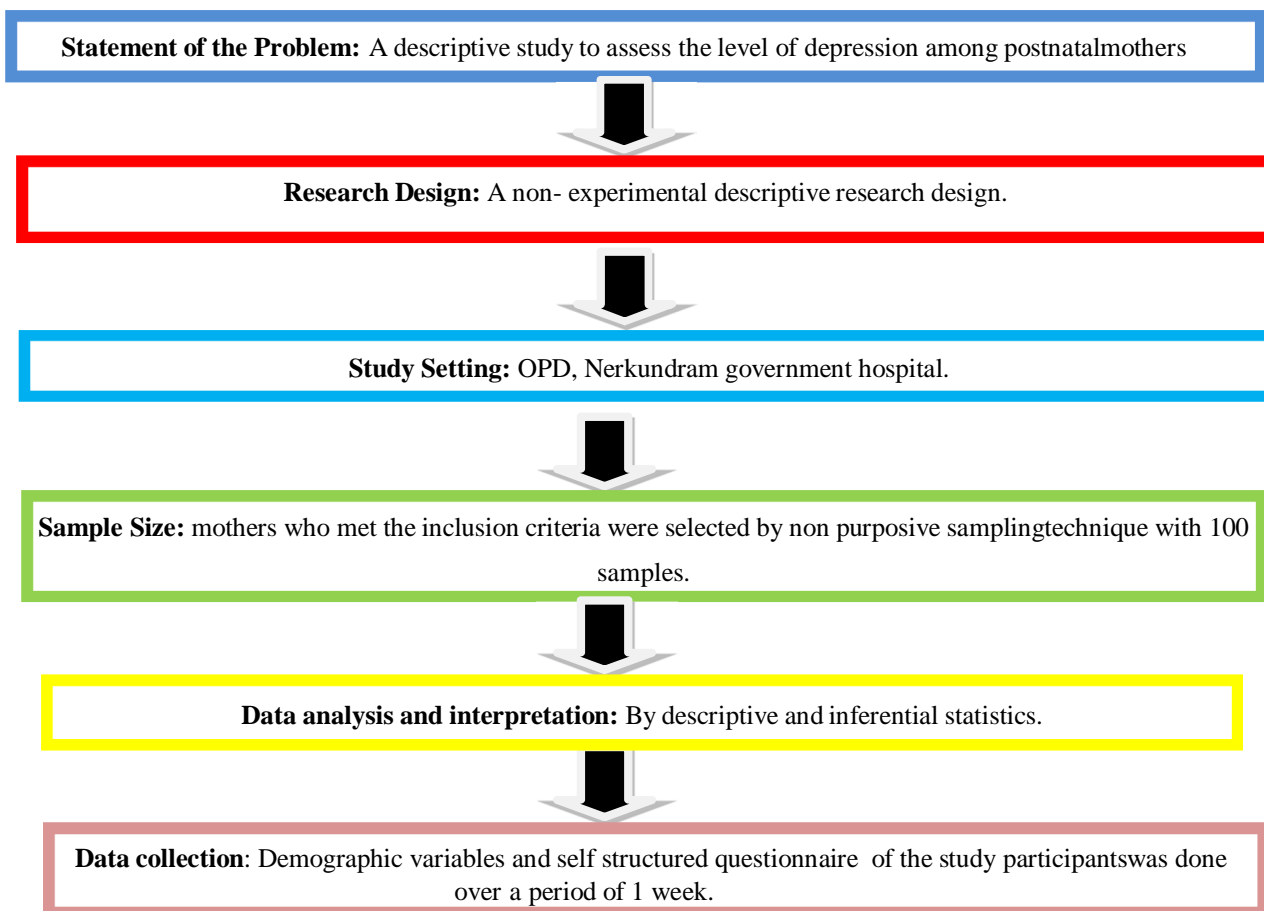 Statement of the Problem: A descriptive study to assess the level of depression among postnatalmothers
Research Design: A non- experimental descriptive research design.
Study Setting: OPD, Nerkundram government hospital.
Sample Size: mothers who met the inclusion criteria were selected by non purposive samplingtechnique with 100
samples.
Data analysis and interpretation: By descriptive and inferential statistics.
Data collection: Demographic variables and self structured questionnaire of the study participantswas done
over a period of 1 week.